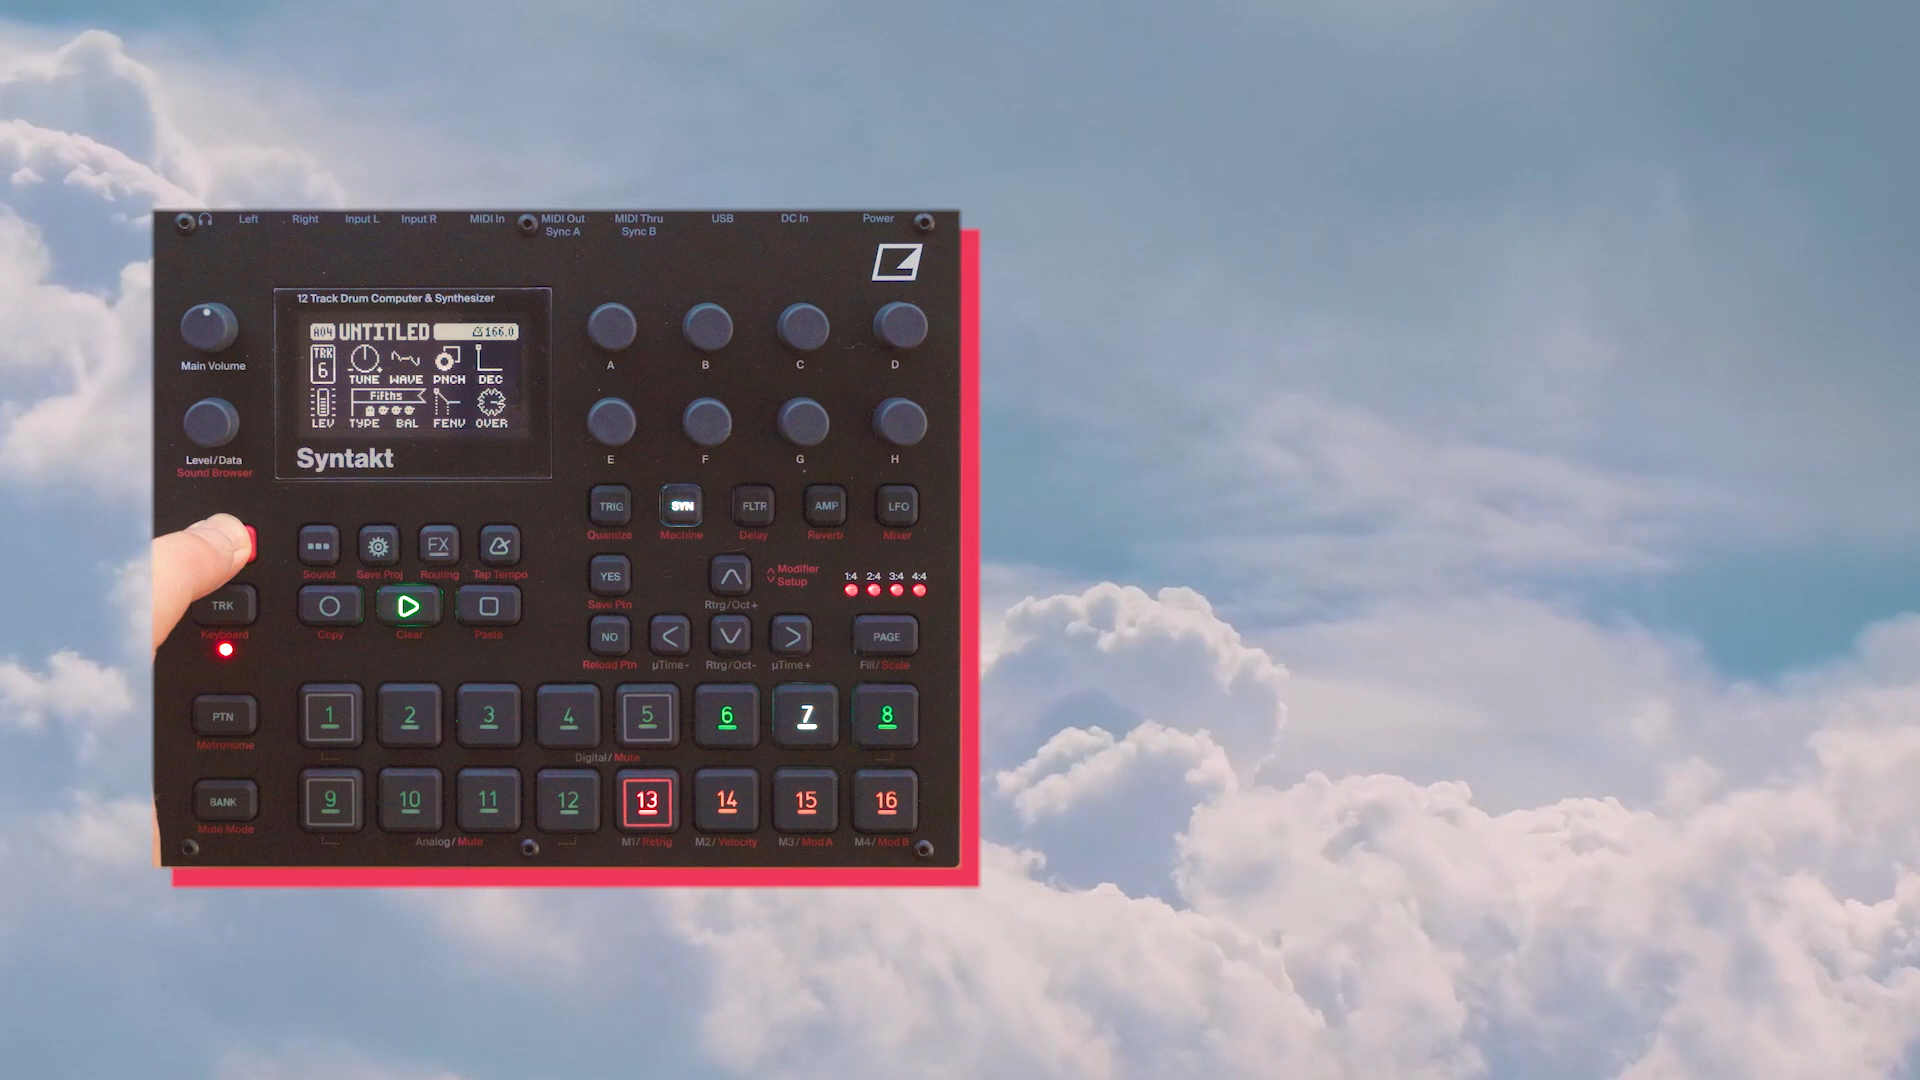 Left Right Input L Input R MIDI In MIDI Out MIDI Thru USB DC In Power
Sync A Sync B
12 Track Drum Computer & Synthesizer
A04 UNTITLED 166.0
TRK
6
TUNE WAVE PNCH DEC
Fifths
LEV TYPE BAL FENV OVER
Syntakt
Main Volume
Level/Data
Sound Browser
A B C D
E F G H
TRIG SYN FLTR AMP LFO
Quantize Machine Delay Reverb Mixer
FX
Sound Save Proj Routing Tap Tempo
YES
Save Ptn
Rtrg/Oct+
Modifier
Setup
1:4 2:4 3:4 4:4
TRK
Keyboard
Copy Clear Paste
NO
PAGE
Reload Ptn µTime- Rtrg/Oct- µTime+ Fill/Scale
PTN
Metronome
1 2 3 4 5 6 7 8
Digital/Mute
BANK
Mute Mode
9 10 11 12 13 14 15 16
Analog/Mute M1/Retrig M2/Velocity M3/Mod A M4/Mod B